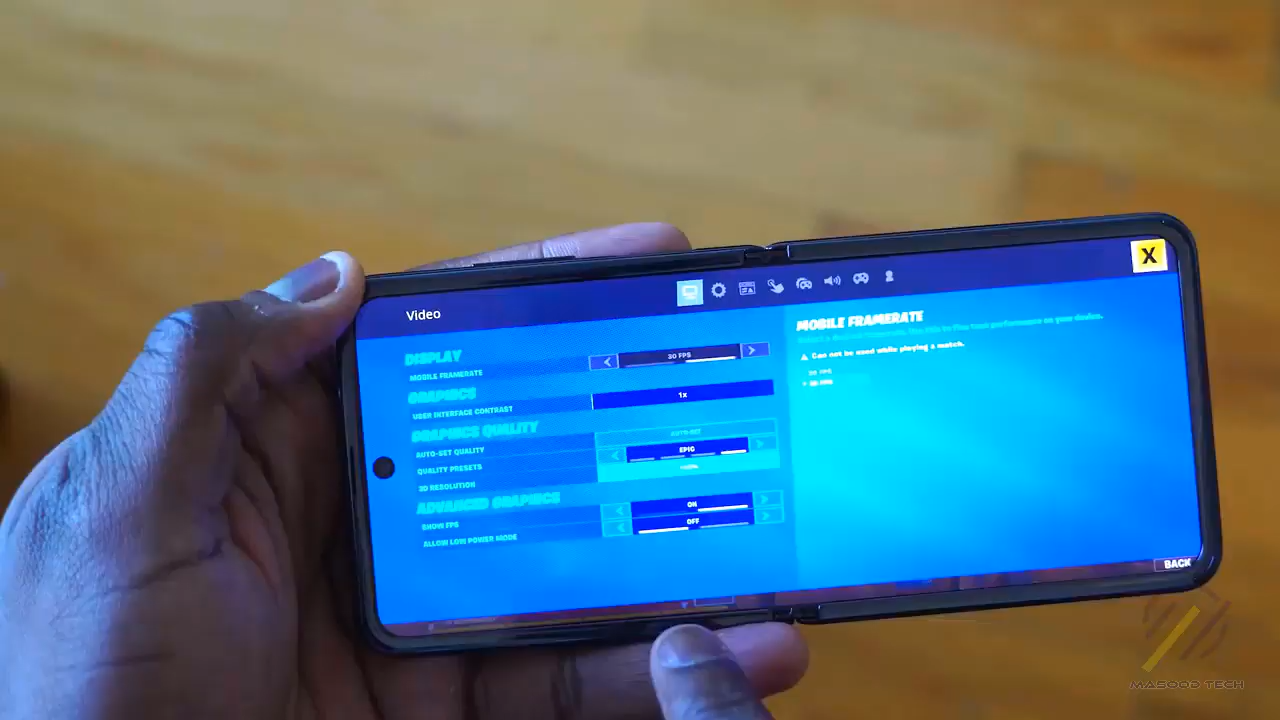 X
Video
MOBILE FRAMERATE
Can not be used while playing a match.
DISPLAY
MOBILE FRAMERATE
30 FPS
GRAPHICS
USER INTERFACE CONTRAST
1x
GRAPHICS QUALITY
AUTO-SET QUALITY
AUTO-SET
QUALITY PRESETS
EPIC
3D RESOLUTION
ADVANCED GRAPHICS
SHOW FPS
ON
ALLOW LOW POWER MODE
OFF
BACK
MASOOD TECH